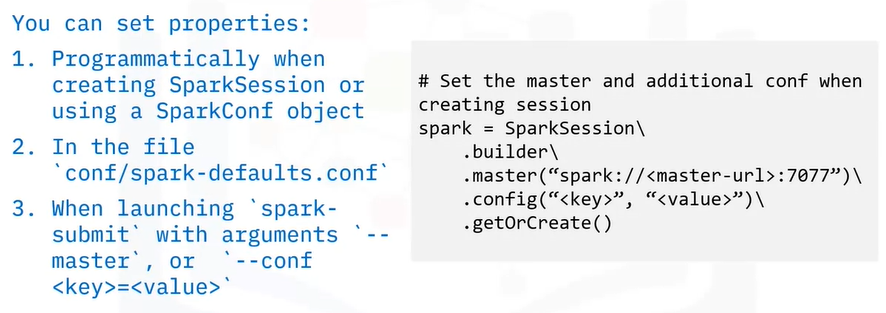 You can set properties:
1. Programmatically when
creating SparkSession or
using a SparkConf object
2. In the file
`conf/spark-defaults.conf`
3. When launching `spark-
submit` with arguments `--
master`, or `--conf
<key>=<value>`
# Set the master and additional conf when
creating session
spark = SparkSession\
.builder\
.master(“spark://<master-url>:7077”)\
.config(“<key>”, “<value>”)\
.getOrCreate()